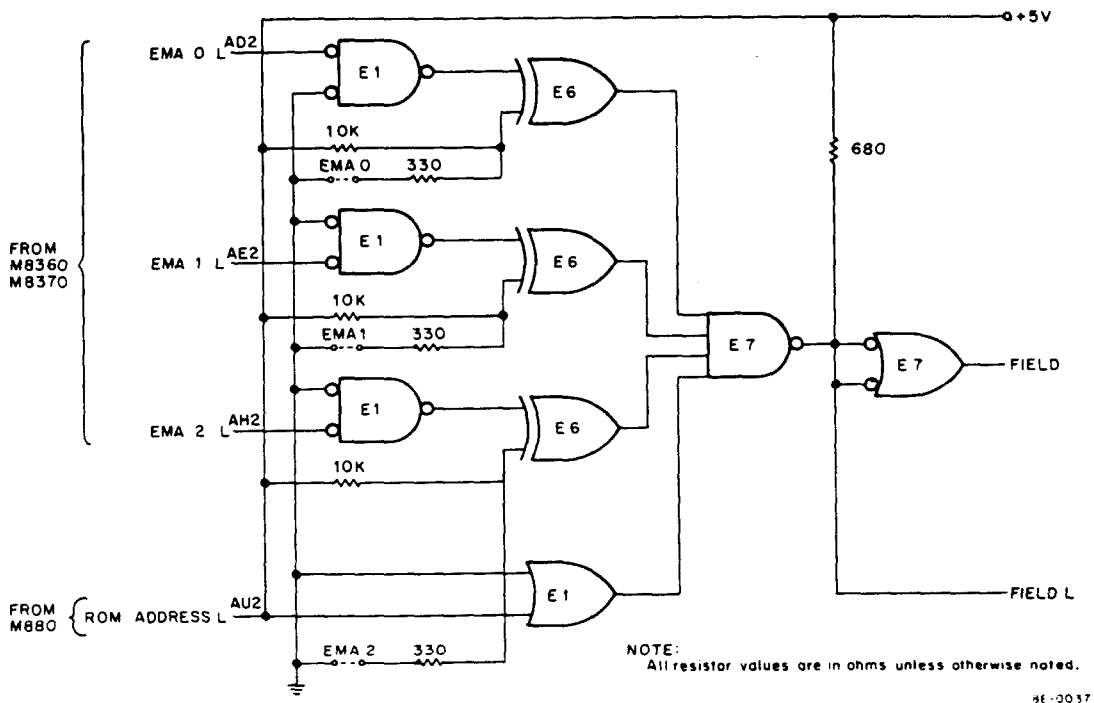 +5V
EMA 0 L AD2
E1
E6
10K
EMA 0 330
680
FROM
M8360
M8370
EMA 1 L AE2
E1
E6
10K
EMA 1 330
E7
E7
FIELD
EMA 2 L AH2
E1
E6
10K
FROM
M880
ROM ADDRESS L AU2
E1
FIELD L
EMA 2 330
NOTE:
All resistor values are in ohms unless otherwise noted.
8E-0037